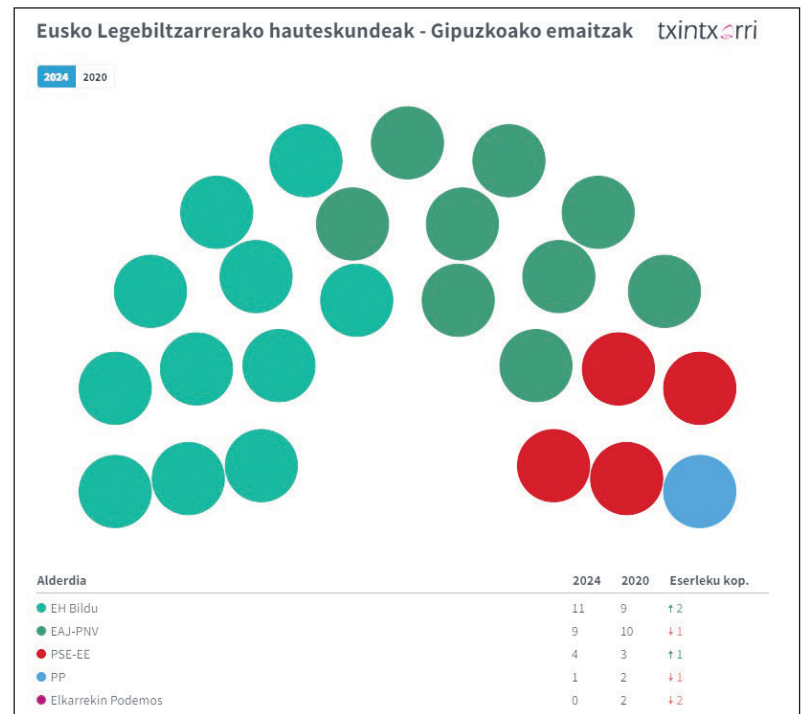 Eusko Legebiltzarrerako hauteskundeak - Gipuzkoako emaitzak txintxarri
2024 2020
Alderdia 2024 2020 Eserleku kop.
EH Bildu 11 9 ↑ 2
EAJ-PNV 9 10 ↓ 1
PSE-EE 4 3 ↑ 1
PP 1 2 ↓ 1
Elkarrekin Podemos 0 2 ↓ 2